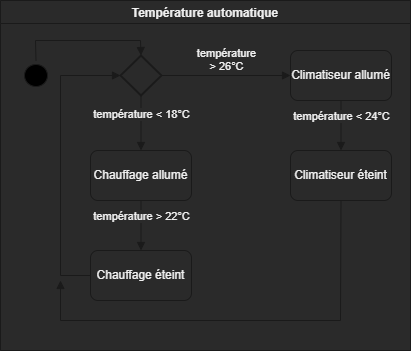 Température automatique
température
> 26°C
Climatiseur allumé
température < 18°C
température < 24°C
Chauffage allumé
Climatiseur éteint
température > 22°C
Chauffage éteint